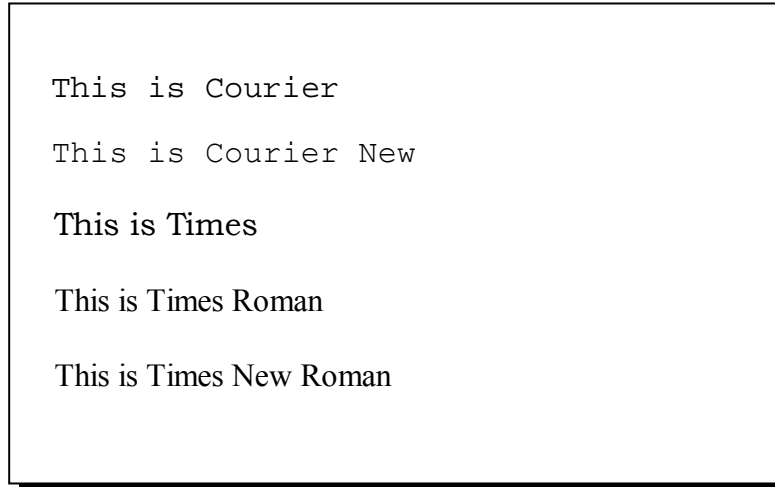 This is Courier
This is Courier New
This is Times
This is Times Roman
This is Times New Roman